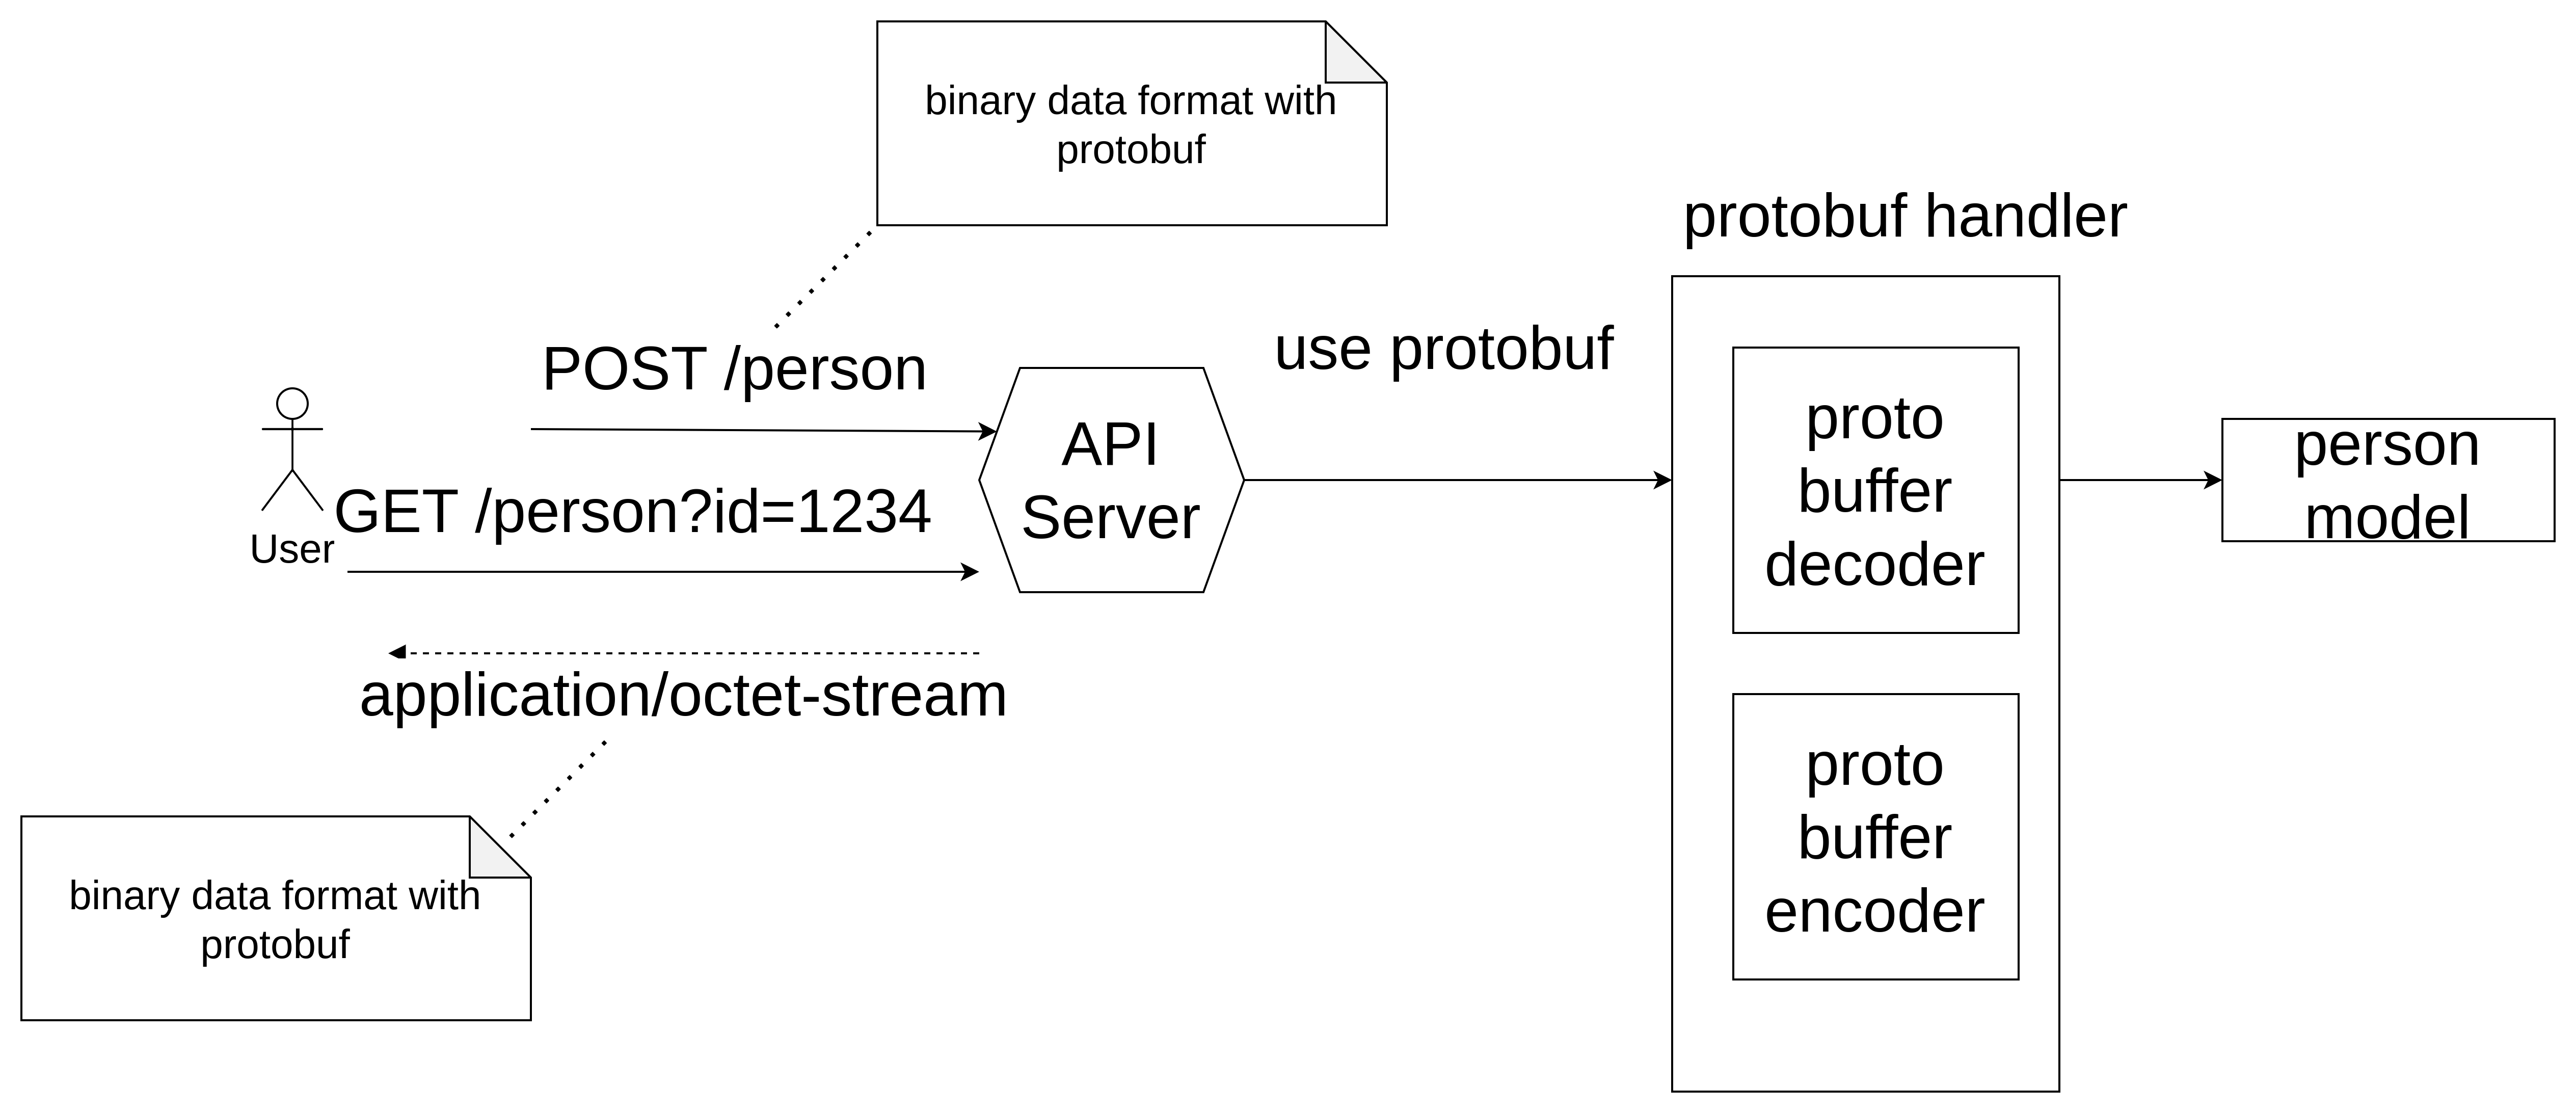 binary data format with
protobuf
protobuf handler
use protobuf
POST /person
API
Server
GET /person?id=1234
User
proto
buffer
decoder
person
model
application/octet-stream
proto
buffer
encoder
binary data format with
protobuf